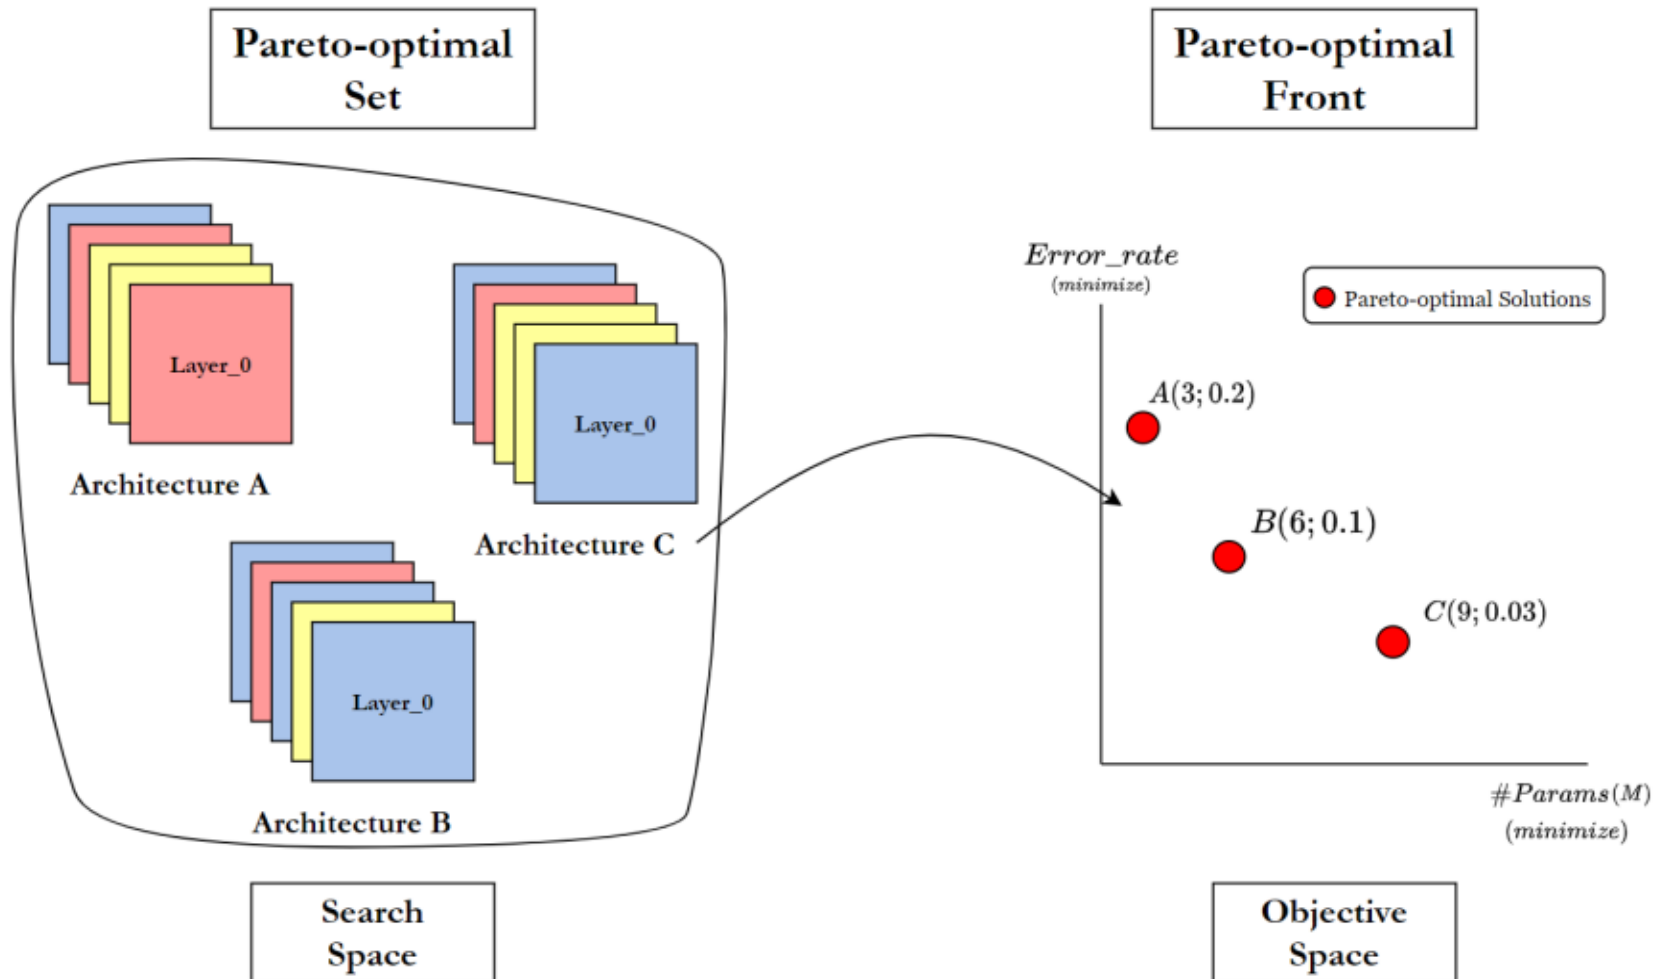 Pareto-optimal
Set
Pareto-optimal
Front
Layer_0
Architecture A
Layer_0
Architecture C
Layer_0
Architecture B
Error_rate
(minimize)
Pareto-optimal Solutions
A(3; 0.2)
B(6; 0.1)
C(9; 0.03)
#Params(M)
(minimize)
Search
Space
Objective
Space